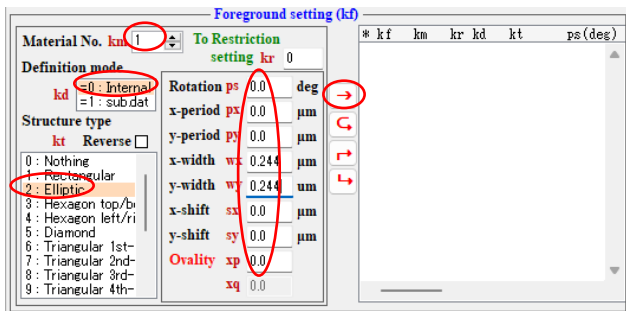 Foreground setting (kf)
Material No. km 1
To Restriction
setting kr 0
Definition mode
kd =0 : Internal
=1 : sub.dat
Structure type
kt Reverse
0 : Nothing
1 : Rectangular
2 : Elliptic
3 : Hexagon top/b
4 : Hexagon left/ri
5 : Diamond
6 : Triangular 1st-
7 : Triangular 2nd-
8 : Triangular 3rd-
9 : Triangular 4th-
Rotation ps 0.0 deg
x-period px 0.0 µm
y-period py 0.0 µm
x-width wx 0.244 µm
y-width wy 0.244 um
x-shift sx 0.0 µm
y-shift sy 0.0 µm
Ovality xp 0.0
xq 0.0
→
* kf km kr kd kt ps(deg)